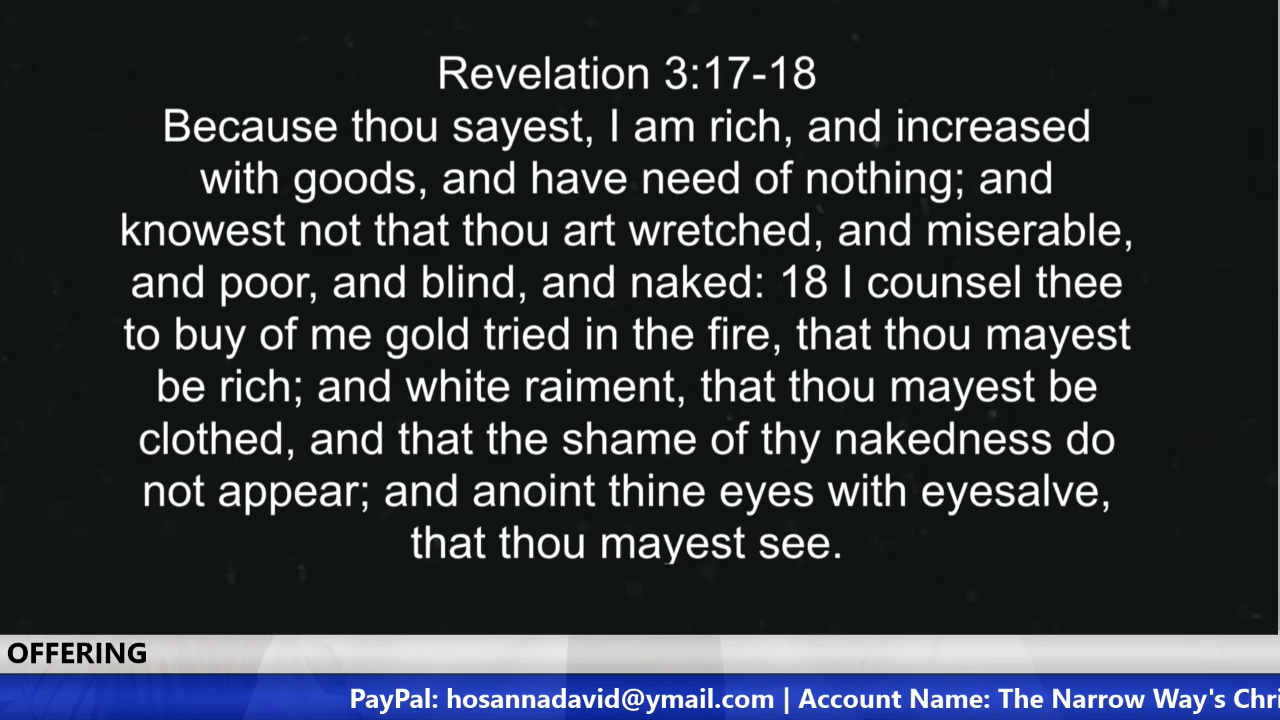 Revelation 3:17-18
Because thou sayest, I am rich, and increased
with goods, and have need of nothing; and
knowest not that thou art wretched, and miserable,
and poor, and blind, and naked: 18 I counsel thee
to buy of me gold tried in the fire, that thou mayest
be rich; and white raiment, that thou mayest be
clothed, and that the shame of thy nakedness do
not appear; and anoint thine eyes with eyesalve,
that thou mayest see.
OFFERING
PayPal: hosannadavid@ymail.com | Account Name: The Narrow Way's Chri